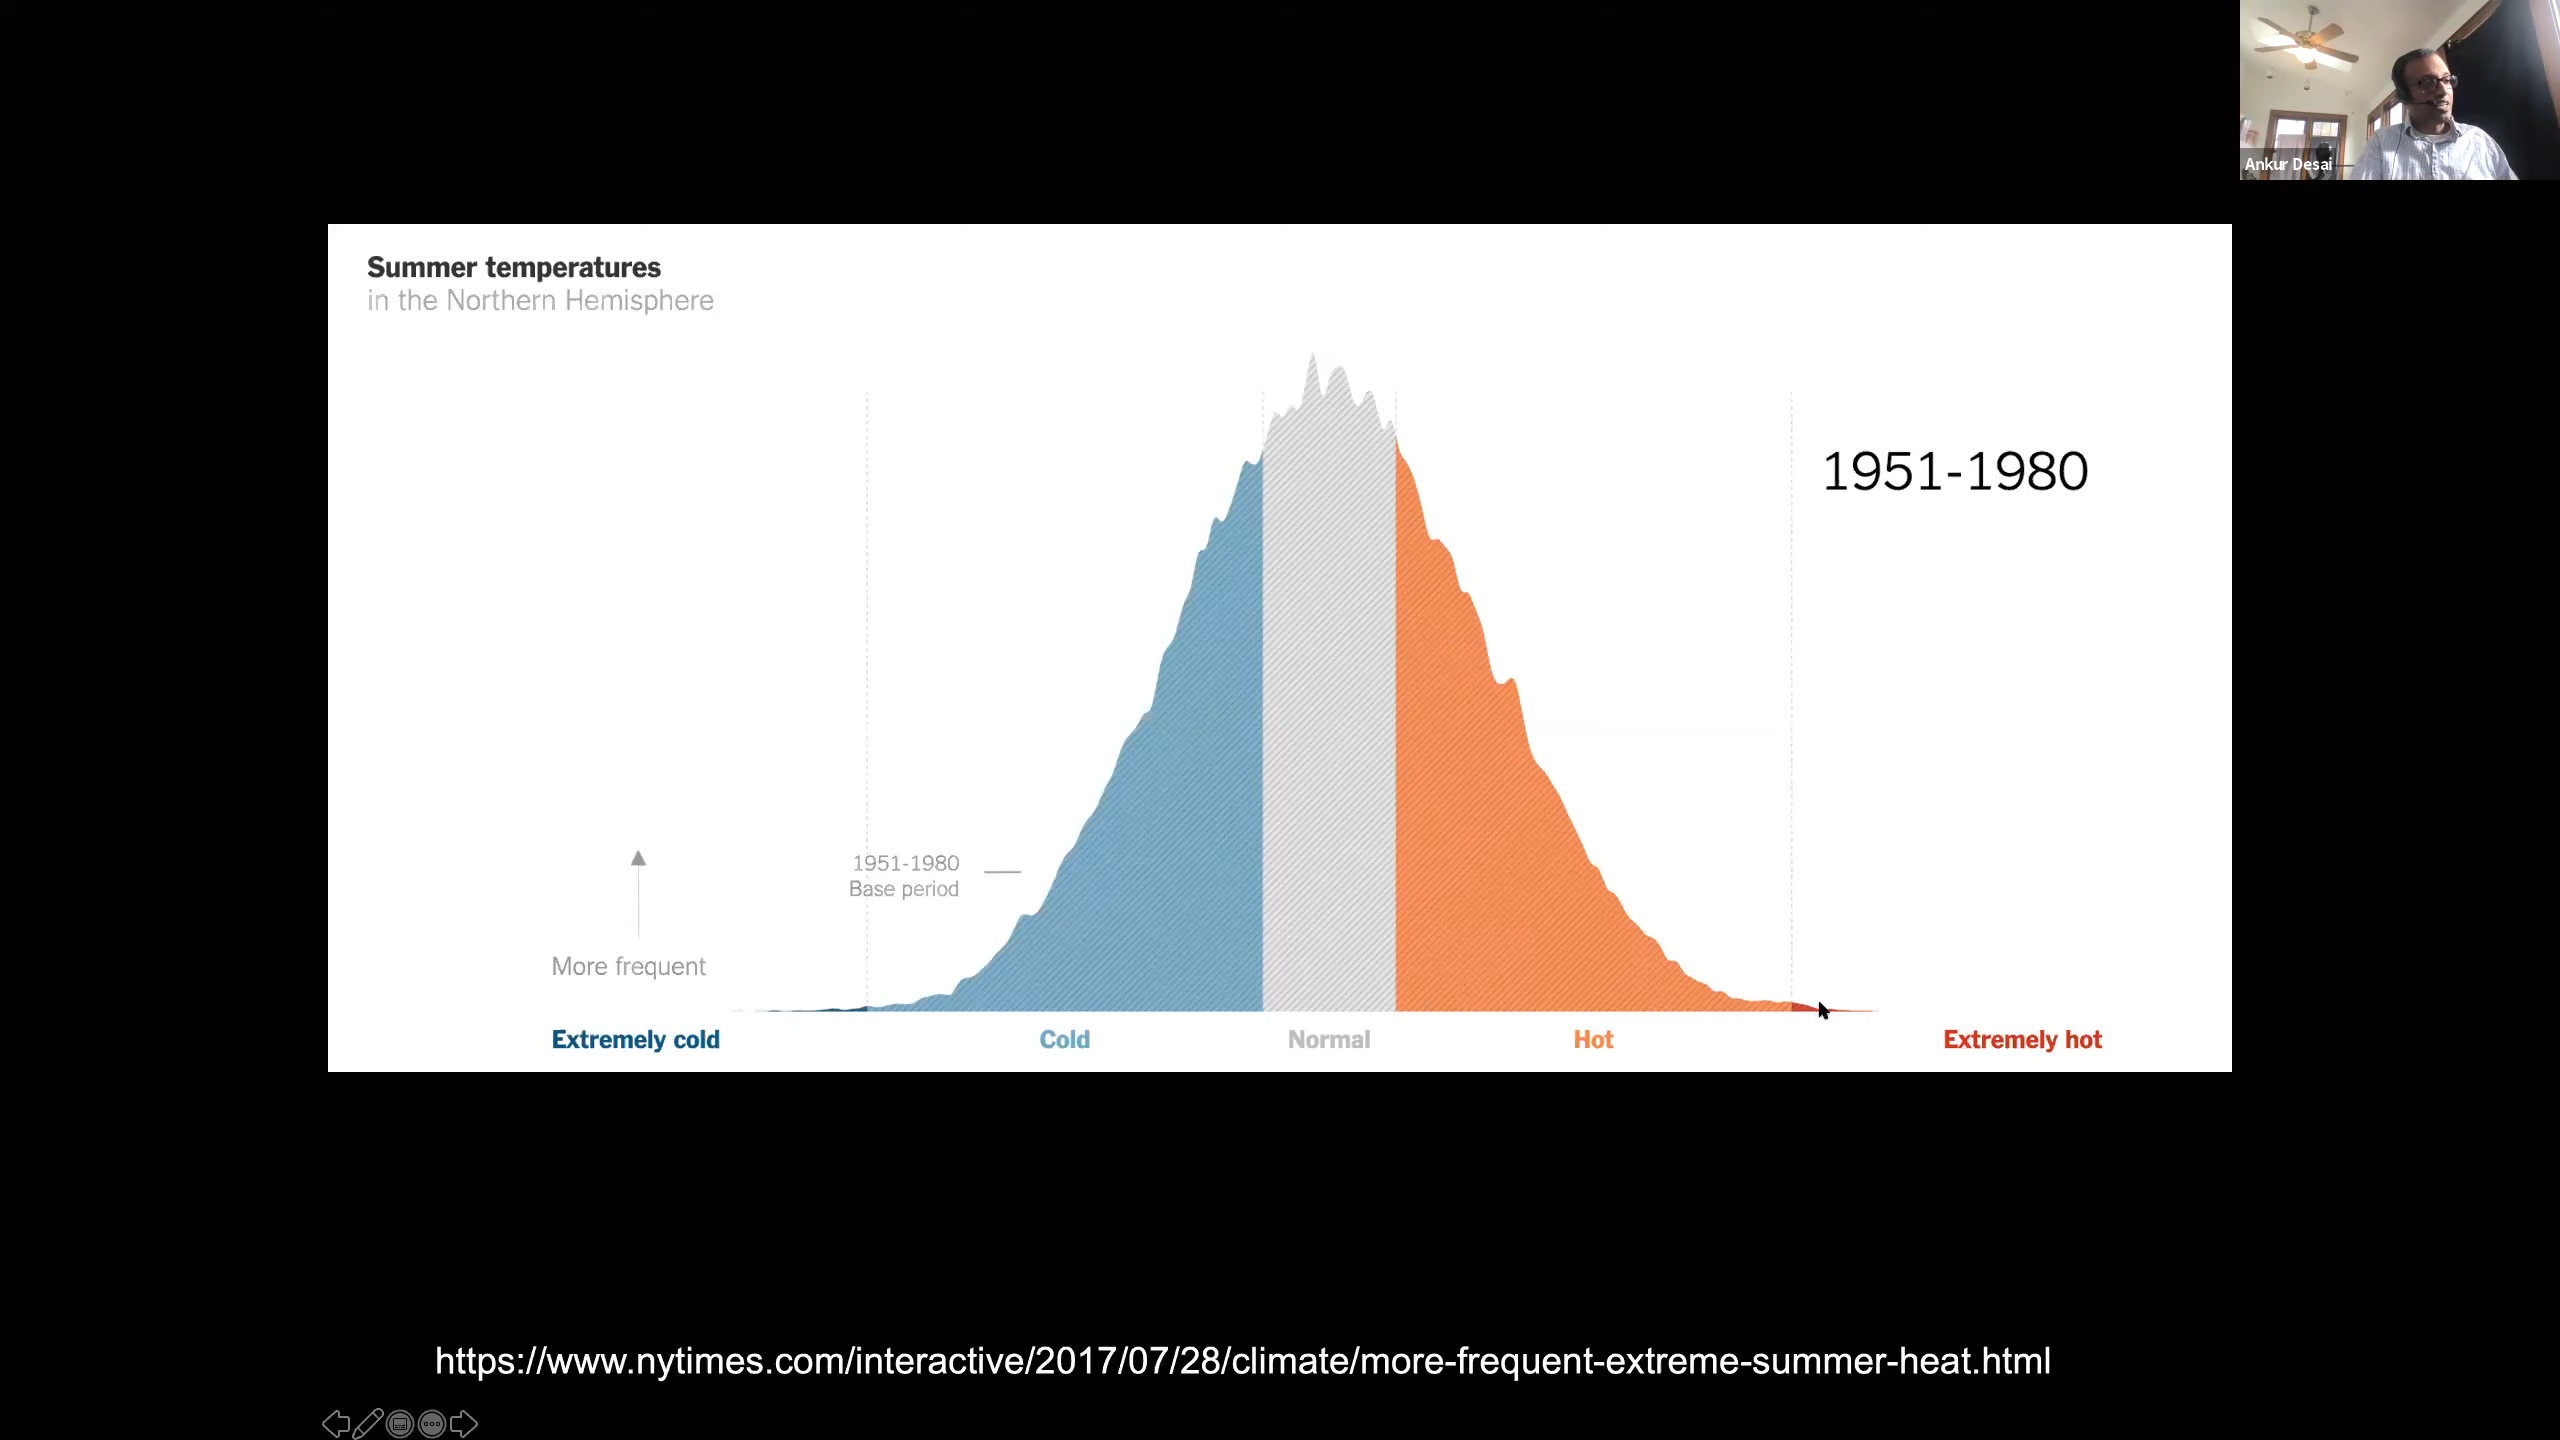 Ankur Desai
Summer temperatures
in the Northern Hemisphere
1951-1980
1951-1980
Base period
More frequent
Extremely cold
Cold
Normal
Hot
Extremely hot
https://www.nytimes.com/interactive/2017/07/28/climate/more-frequent-extreme-summer-heat.html